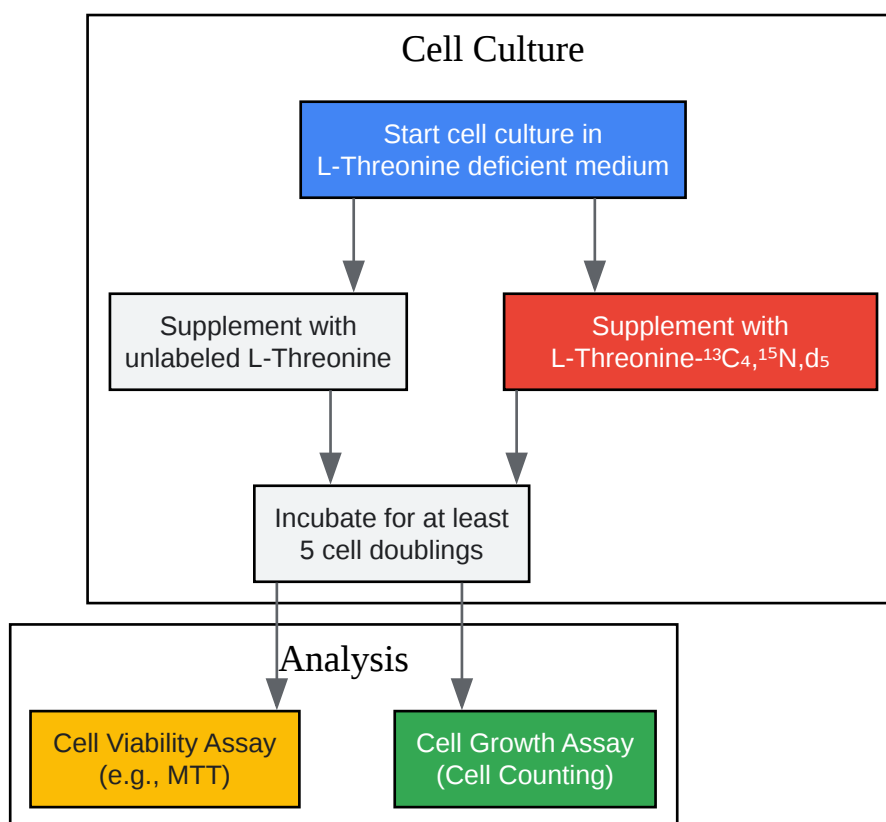 Cell Culture
Start cell culture in
L-Threonine deficient medium
Supplement with
unlabeled L-Threonine
Supplement with
L-Threonine-¹³C₄,¹⁵N,d₅
Incubate for at least
5 cell doublings
Analysis
Cell Viability Assay
(e.g., MTT)
Cell Growth Assay
(Cell Counting)